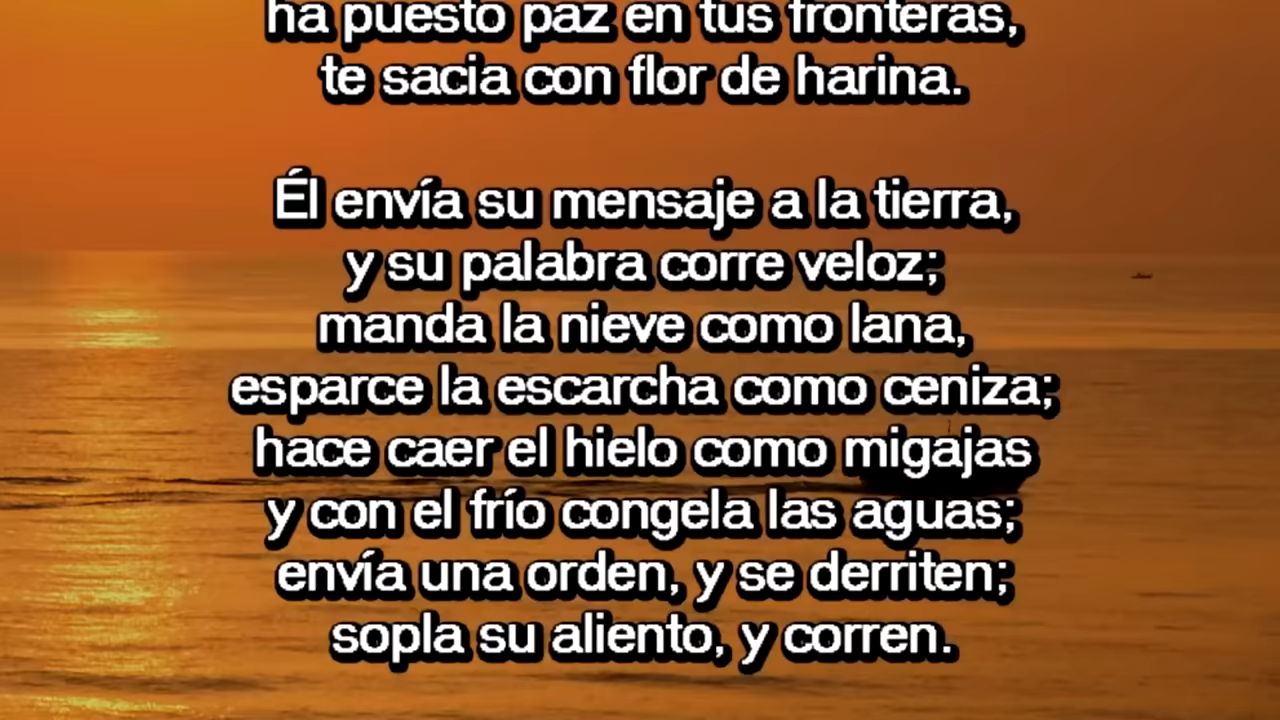 ha puesto paz en tus fronteras,
te sacia con flor de harina.
Él envía su mensaje a la tierra,
y su palabra corre veloz;
manda la nieve como lana,
esparce la escarcha como ceniza;
hace caer el hielo como migajas
y con el frío congela las aguas;
envía una orden, y se derriten;
sopla su aliento, y corren.